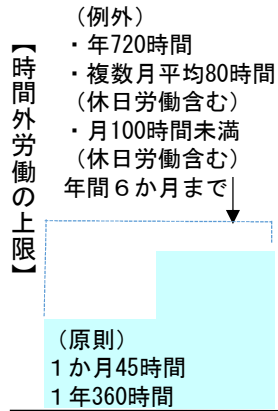 【時間外労働の上限】
（例外）
・年720時間
・複数月平均80時間
（休日労働含む）
・月100時間未満
（休日労働含む）
年間６か月まで
（原則）
１か月45時間
１年360時間